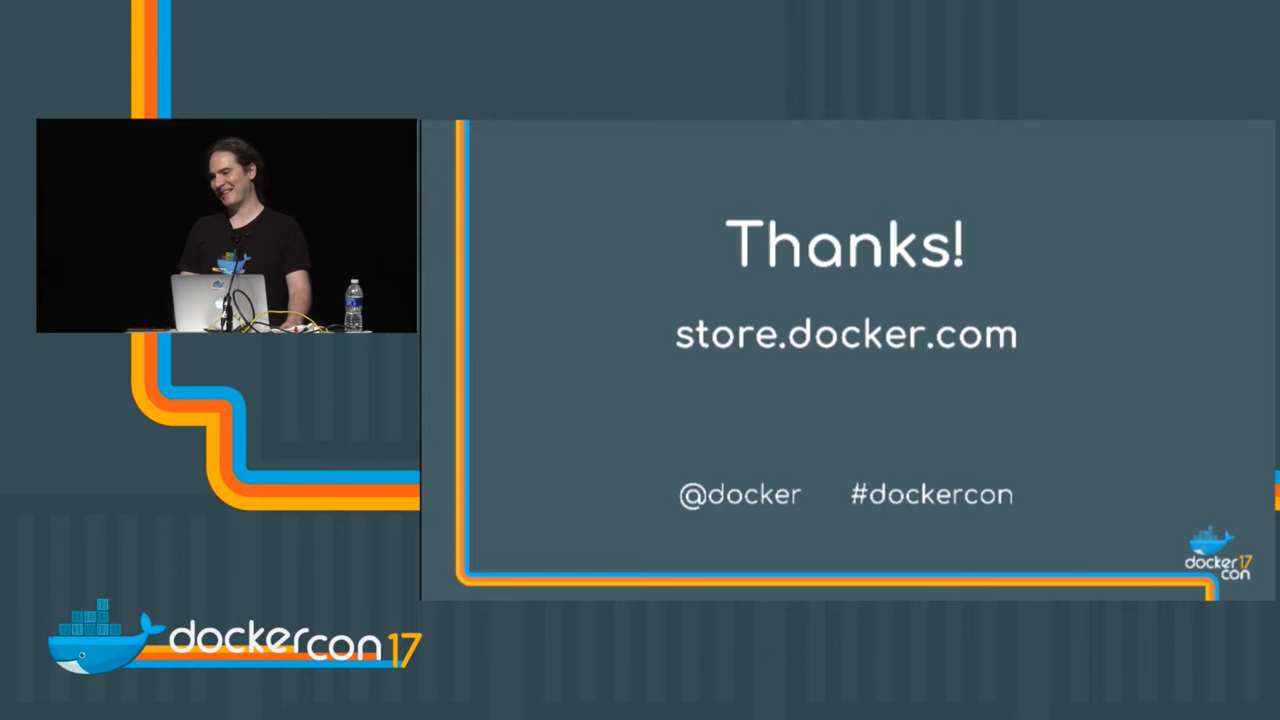 Thanks!
store.docker.com
@docker #dockercon
docker 17
con
dockercon 17